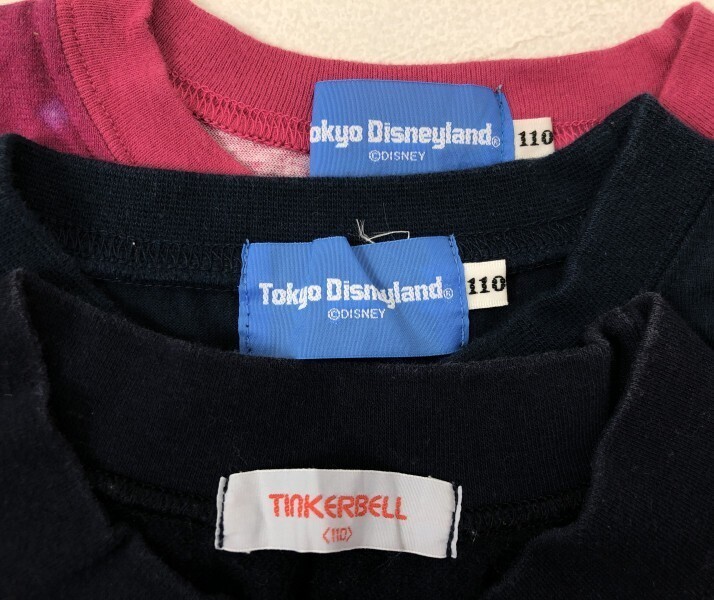 Tokyo Disneyland® 110
©DISNEY
Tokyo Disneyland® 110
©DISNEY
TINKERBELL
<110>